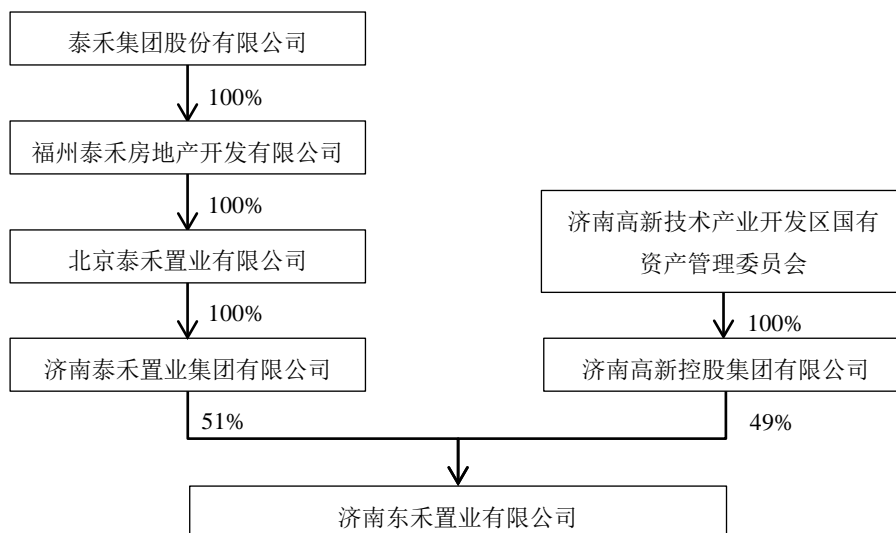 泰禾集团股份有限公司
100%
福州泰禾房地产开发有限公司
100%
北京泰禾置业有限公司
济南高新技术产业开发区国有
资产管理委员会
100%
100%
济南泰禾置业集团有限公司
济南高新控股集团有限公司
51%
49%
济南东禾置业有限公司